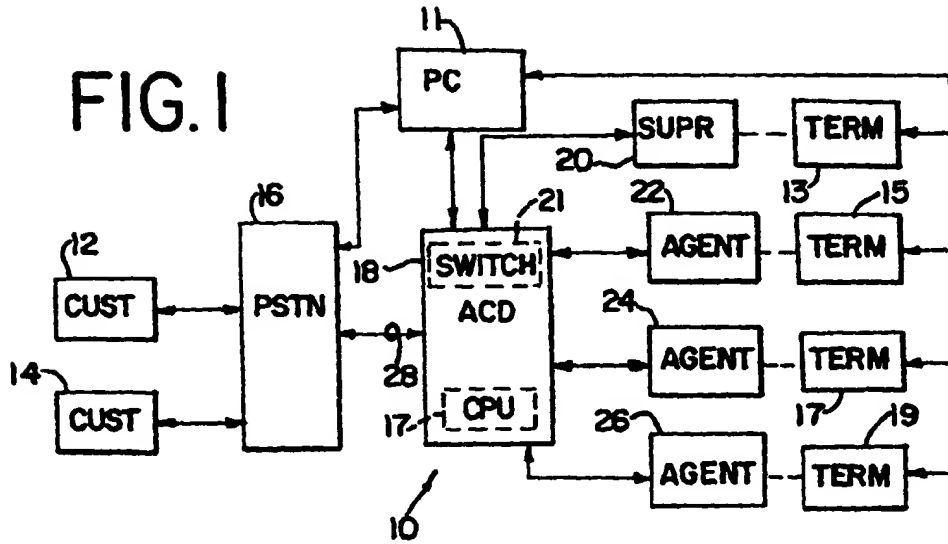 FIG. 1
11
PC
SUPR
TERM
20
13
16
21
22
15
12
18
SWITCH
AGENT
TERM
CUST
PSTN
ACD
24
14
28
AGENT
TERM
CUST
17
CPU
26
17
19
AGENT
TERM
10